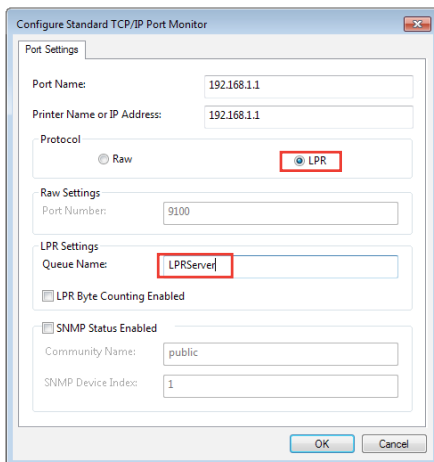 Configure Standard TCP/IP Port Monitor
Port Settings
Port Name: 192.168.1.1
Printer Name or IP Address: 192.168.1.1
Protocol
Raw LPR
Raw Settings
Port Number: 9100
LPR Settings
Queue Name: LPRServer
LPR Byte Counting Enabled
SNMP Status Enabled
Community Name: public
SNMP Device Index: 1
OK Cancel